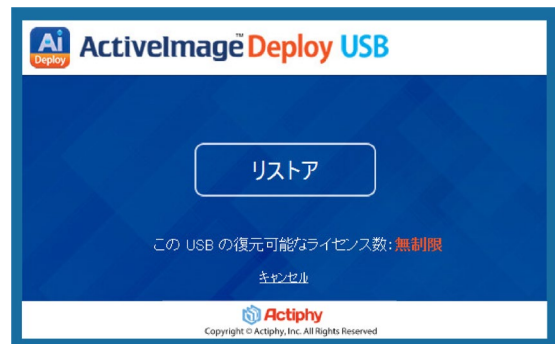 Ai
Deploy
ActiveImage™ Deploy USB
リストア
この USB の復元可能なライセンス数:無制限
キャンセル
Actiphy
Copyright © Actiphy, Inc. All Rights Reserved